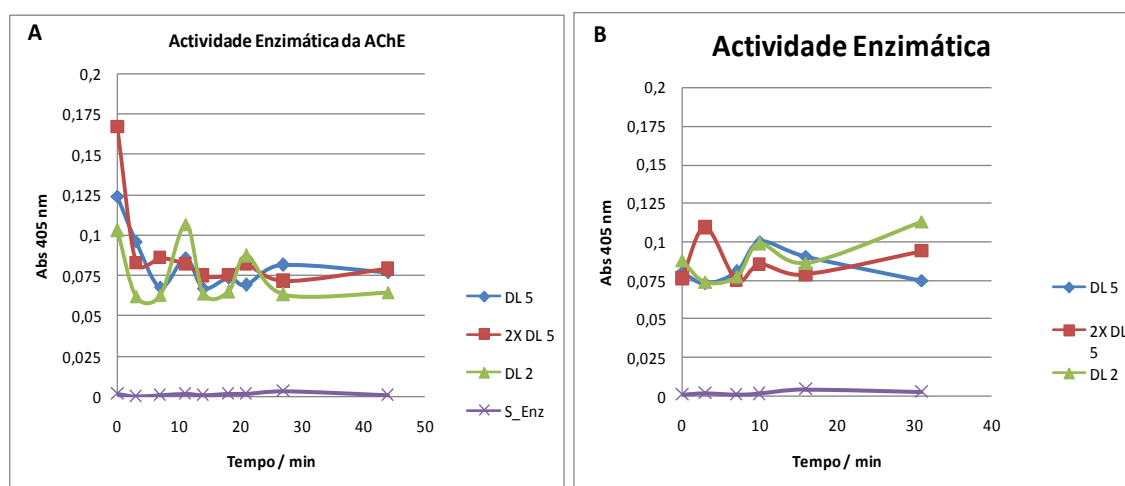 A
Actividade Enzimática da AChE
0,2
0,175
0,15
0,125
0,1
0,075
0,05
0,025
0
Abs 405 nm
0 10 20 30 40 50
Tempo / min
DL 5
2X DL 5
DL 2
S_Enz
B
Actividade Enzimática
0,2
0,175
0,15
0,125
0,1
0,075
0,05
0,025
0
Abs 405 nm
0 10 20 30 40
Tempo / min
DL 5
2X DL
5
DL 2